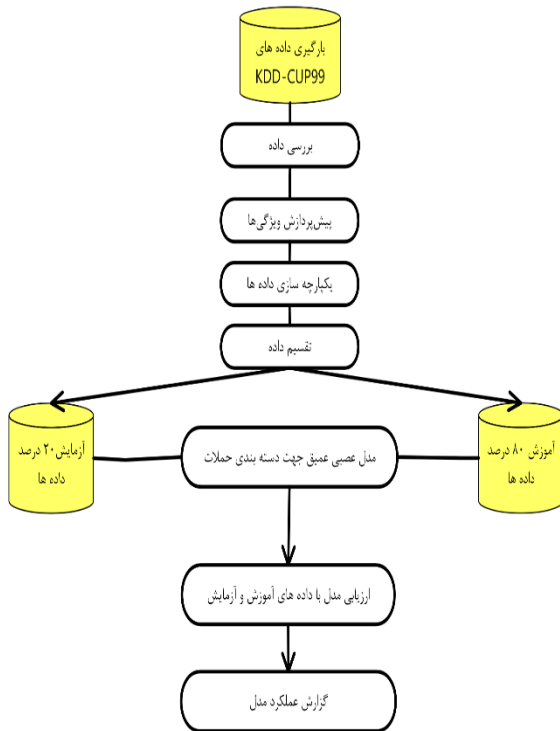 بارگیری داده های
KDD-CUP99
بررسی داده
پیش‌پردازش ویژگی‌ها
یکپارچه سازی داده ها
تقسیم داده
آموزش ۸۰ درصد
داده ها
مدل عصبی عمیق جهت دسته بندی حملات
آزمایش۲۰ درصد
داده ها
ارزیابی مدل با داده های آموزش و آزمایش
گزارش عملکرد مدل